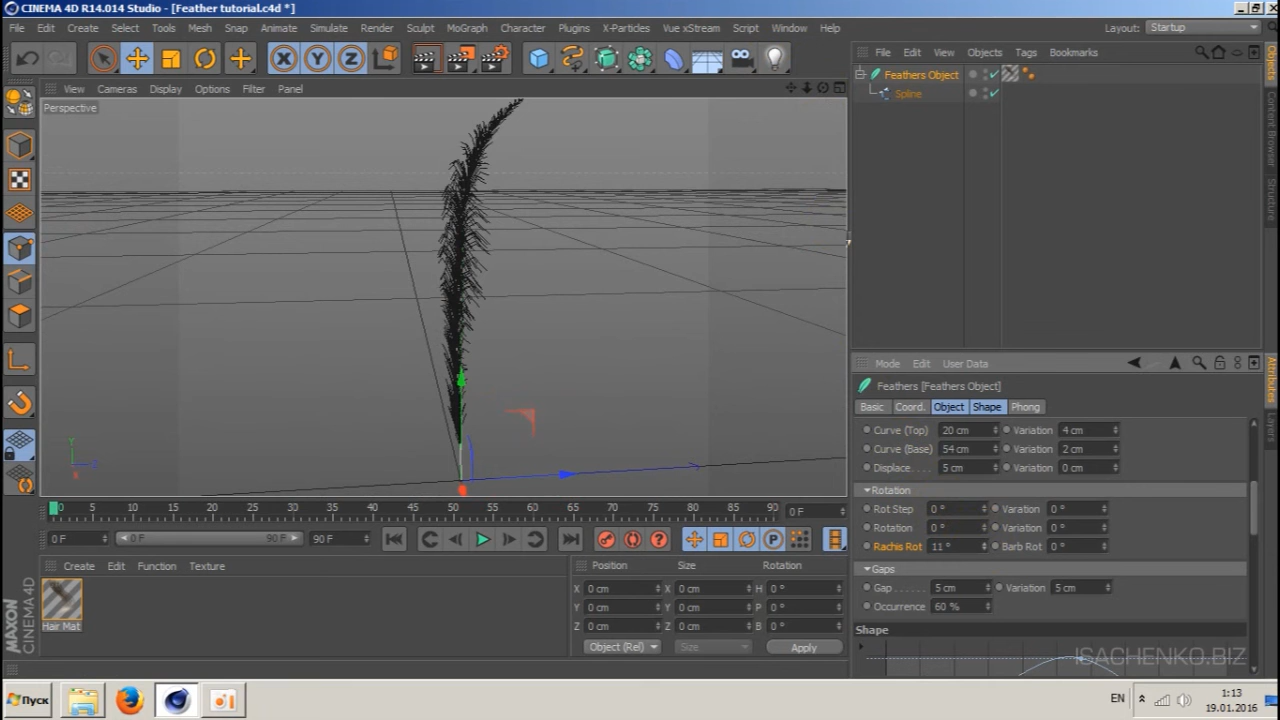 CINEMA 4D R14.014 Studio - [Feather tutorial.c4d *]
File Edit Create Select Tools Mesh Snap Animate Simulate Render Sculpt MoGraph Character Plugins X-Particles Vue xStream Script Window Help Layout: Startup
X Y Z
File Edit View Objects Tags Bookmarks
Feathers Object
Spline
View Cameras Display Options Filter Panel
Perspective
Y
Z
X
Objects
Content Browser
Structure
Mode Edit User Data
Feathers [Feathers Object]
Basic Coord. Object Shape Phong
Curve (Top) 20 cm Variation 4 cm
Curve (Base) 54 cm Variation 2 cm
Displace. . . . 5 cm Variation 0 cm
Rotation
Rot Step 0 ° Varation 0 °
Rotation 0 ° Variation 0 °
Rachis Rot 11 ° Barb Rot 0 °
Gaps
Gap . . . . . . 5 cm Variation 5 cm
Occurrence 60 %
Shape
Attributes
Layers
0 5 10 15 20 25 30 35 40 45 50 55 60 65 70 75 80 85 90 0 F
0 F 0 F 90 F 90 F
P
Create Edit Function Texture
Hair Mat
Position Size Rotation
X 0 cm X 0 cm H 0 °
Y 0 cm Y 0 cm P 0 °
Z 0 cm Z 0 cm B 0 °
Object (Rel) Size Apply
MAXON
CINEMA 4D
ISACHENKO.BIZ
Пуск EN 1:13
19.01.2016